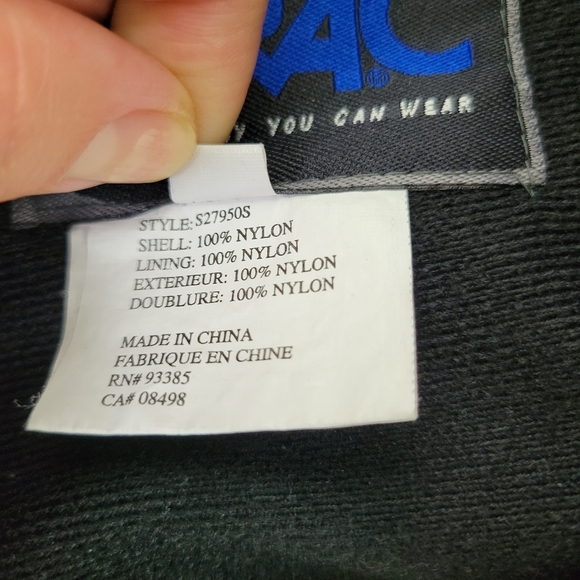 YOU CAN WEAR
STYLE: S27950S
SHELL: 100% NYLON
LINING: 100% NYLON
EXTERIEUR: 100% NYLON
DOUBLURE: 100% NYLON
MADE IN CHINA
FABRIQUE EN CHINE
RN# 93385
CA# 08498